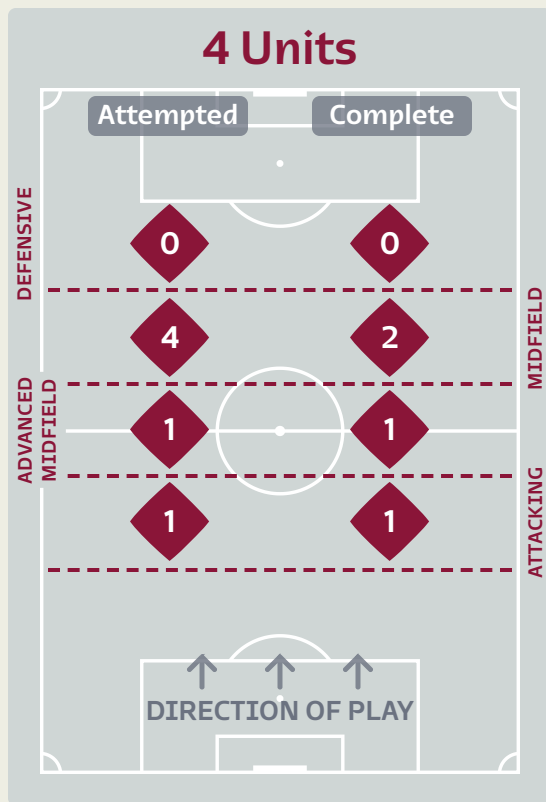 4 Units
Attempted
Complete
DEFENSIVE
0
0
4
2
MIDFIELD
ADVANCED
MIDFIELD
1
1
1
1
ATTACKING
DIRECTION OF PLAY